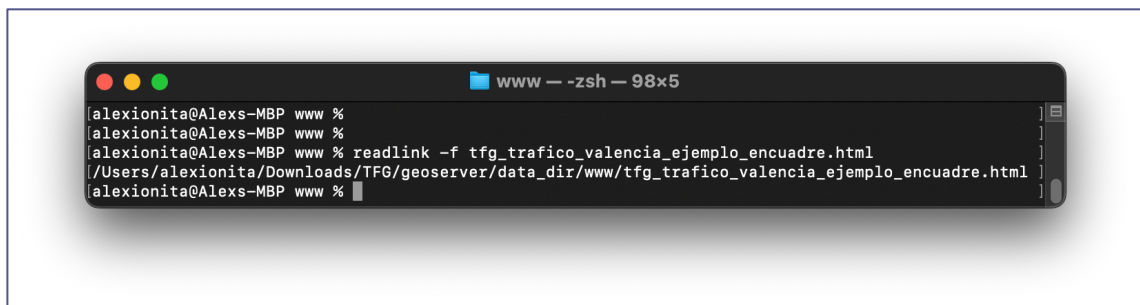 www — -zsh — 98×5
[alexionita@Alexs-MBP www % ]
[alexionita@Alexs-MBP www % ]
[alexionita@Alexs-MBP www % readlink -f tfg_trafico_valencia_ejemplo_encuadre.html ]
[/Users/alexionita/Downloads/TFG/geoserver/data_dir/www/tfg_trafico_valencia_ejemplo_encuadre.html ]
[alexionita@Alexs-MBP www % ]